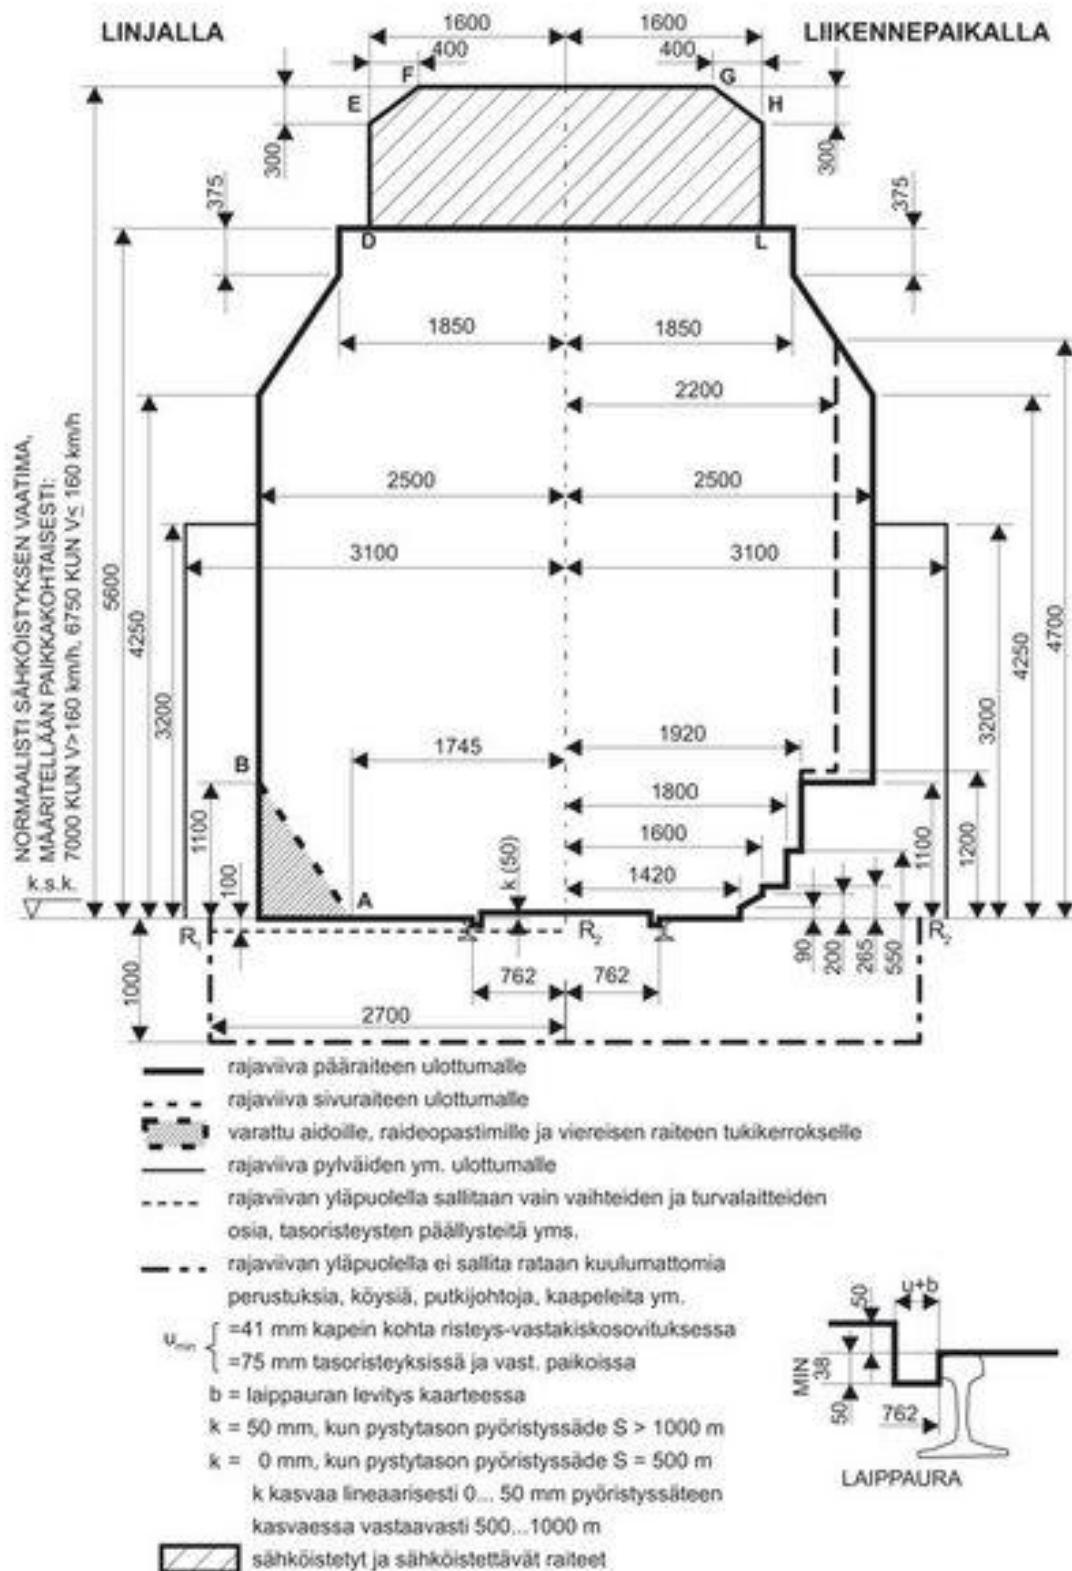 LINJALLA
LIIKENNEPAIKALLA
1600
1600
400
400
F
G
E
H
300
300
375
375
D
L
1850
1850
2200
2500
2500
3100
3100
NORMAALISTI SÄHKÖISTYKSEN VAATIMA,
MÄÄRITELLÄÄN PAIKKAKOHTAISESTI:
7000 KUN V>160 km/h, 6750 KUN V≤ 160 km/h
5600
4250
3200
4700
4250
3200
B
1745
1920
1800
1600
1420
1100
100
k (50)
1100
1200
k.s.k.
A
R₁
R₂
R₂
90
200
265
550
1000
762
762
2700
rajaviiva pääraiteen ulottumalle
rajaviiva sivuraiteen ulottumalle
varattu aidoille, raideopastimille ja viereisen raiteen tukikerrokselle
rajaviiva pylväiden ym. ulottumalle
rajaviivan yläpuolella sallitaan vain vaihteiden ja turvalaitteiden
osia, tasoristeysten päällysteitä yms.
rajaviivan yläpuolella ei sallita rataan kuulumattomia
perustuksia, köysiä, putkijohtoja, kaapeleita ym.
u min
=41 mm kapein kohta risteys-vastakiskosovituksessa
=75 mm tasoristeyksissä ja vast. paikoissa
b = laippauran levitys kaarteessa
k = 50 mm, kun pystytason pyöristyssäde S > 1000 m
k = 0 mm, kun pystytason pyöristyssäde S = 500 m
k kasvaa lineaarisesti 0... 50 mm pyöristyssäteen
kasvaessa vastaavasti 500...1000 m
sähköistetyt ja sähköistettävät raiteet
u+b
50
MIN
38
50
762
LAIPPAURA